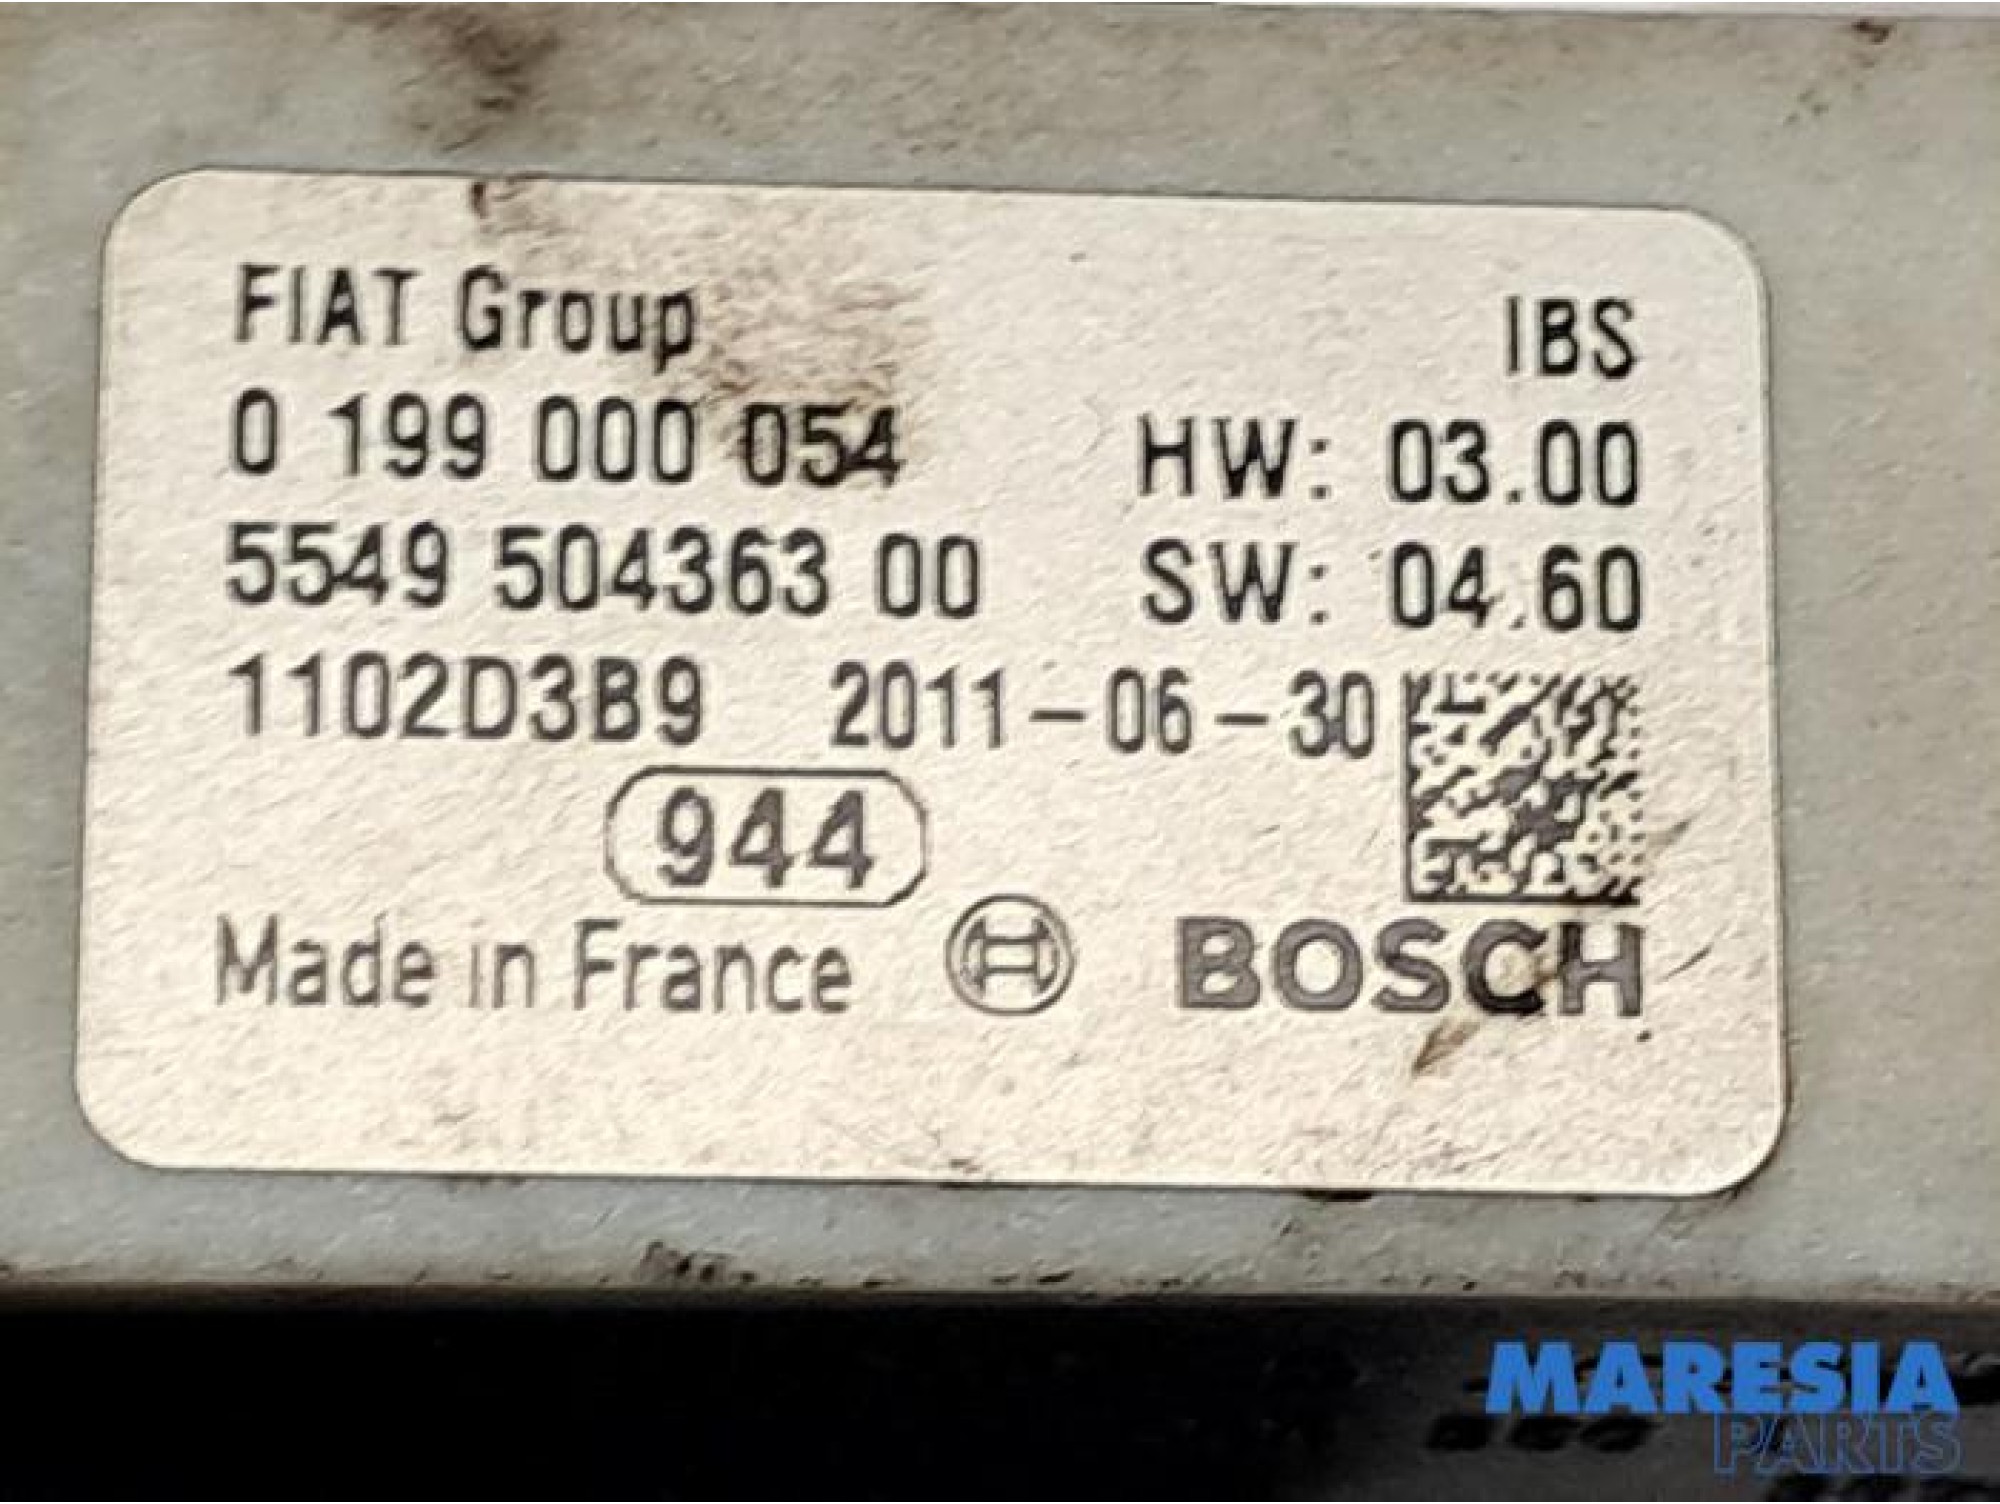 FIAT Group IBS
0 199 000 054 HW: 03.00
5549 504363 00 SW: 04.60
1102D3B9 2011-06-30
944
Made in France BOSCH
MARESIA
PARTS